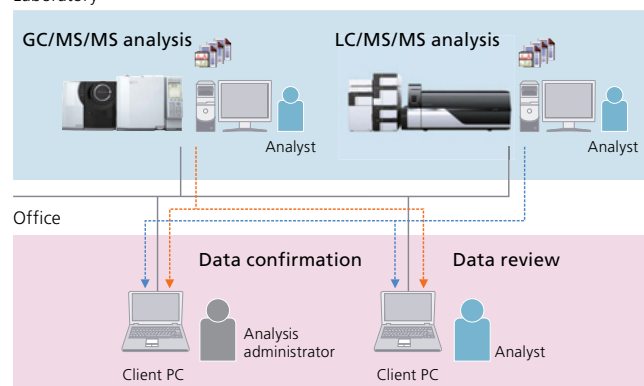 Laboratory
GC/MS/MS analysis
LC/MS/MS analysis
Analyst
Analyst
Office
Data confirmation
Data review
Analysis
administrator
Analyst
Client PC
Client PC